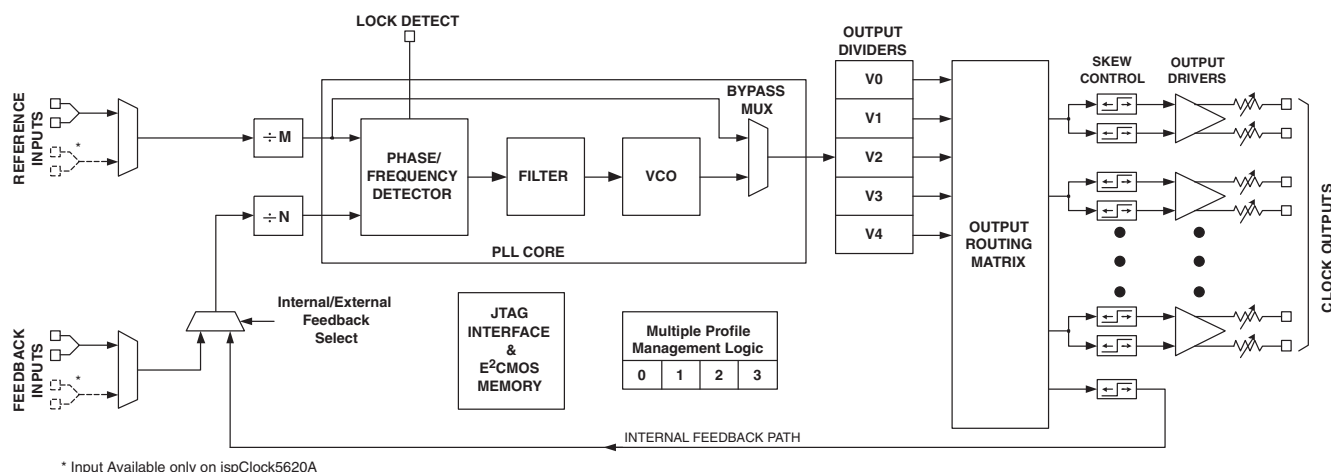 LOCK DETECT
OUTPUT
DIVIDERS
SKEW
CONTROL
OUTPUT
DRIVERS
BYPASS
MUX
V0
V1
V2
V3
V4
REFERENCE
INPUTS
*
÷ M
÷ N
PHASE/
FREQUENCY
DETECTOR
FILTER
VCO
PLL CORE
OUTPUT
ROUTING
MATRIX
CLOCK OUTPUTS
Internal/External
Feedback
Select
FEEDBACK
INPUTS
*
JTAG
INTERFACE
&
E²CMOS
MEMORY
Multiple Profile
Management Logic
0 1 2 3
INTERNAL FEEDBACK PATH
* Input Available only on ispClock5620A